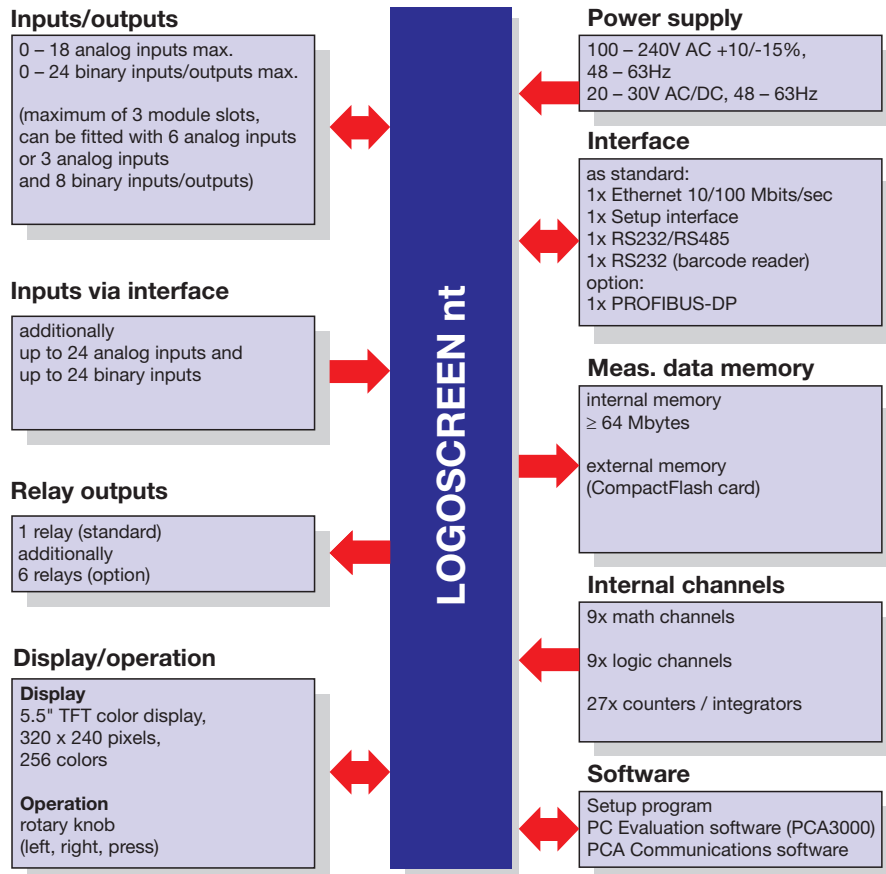 Inputs/outputs
0 – 18 analog inputs max.
0 – 24 binary inputs/outputs max.
(maximum of 3 module slots,
can be fitted with 6 analog inputs
or 3 analog inputs
and 8 binary inputs/outputs)
Inputs via interface
additionally
up to 24 analog inputs and
up to 24 binary inputs
Relay outputs
1 relay (standard)
additionally
6 relays (option)
Display/operation
Display
5.5" TFT color display,
320 x 240 pixels,
256 colors
Operation
rotary knob
(left, right, press)
LOGOSCREEN nt
Power supply
100 – 240V AC +10/-15%,
48 – 63Hz
20 – 30V AC/DC, 48 – 63Hz
Interface
as standard:
1x Ethernet 10/100 Mbits/sec
1x Setup interface
1x RS232/RS485
1x RS232 (barcode reader)
option:
1x PROFIBUS-DP
Meas. data memory
internal memory
≥ 64 Mbytes
external memory
(CompactFlash card)
Internal channels
9x math channels
9x logic channels
27x counters / integrators
Software
Setup program
PC Evaluation software (PCA3000)
PCA Communications software